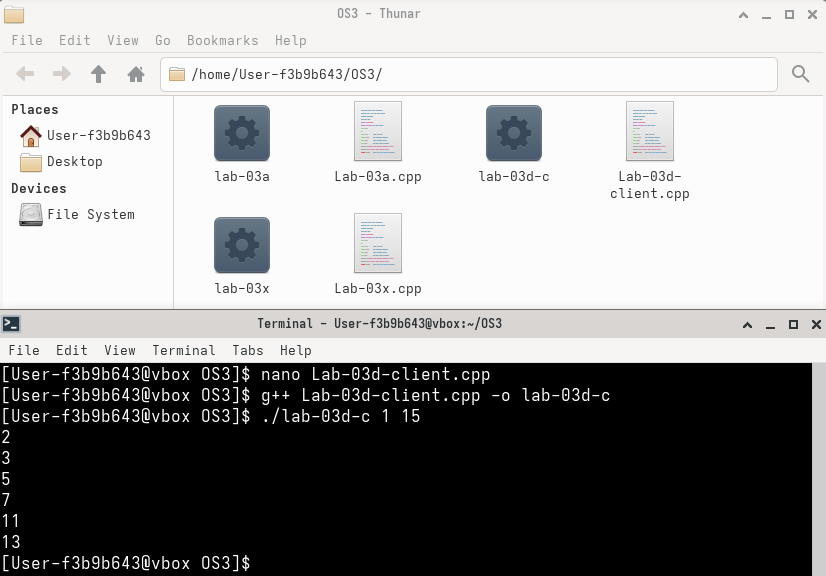 OS3 - Thunar
File Edit View Go Bookmarks Help
/home/User-f3b9b643/OS3/
Places
User-f3b9b643
Desktop
Devices
File System
lab-03a
Lab-03a.cpp
lab-03d-c
Lab-03d-
client.cpp
lab-03x
Lab-03x.cpp
Terminal - User-f3b9b643@vbox:~/OS3
File Edit View Terminal Tabs Help
[User-f3b9b643@vbox OS3]$ nano Lab-03d-client.cpp
[User-f3b9b643@vbox OS3]$ g++ Lab-03d-client.cpp -o lab-03d-c
[User-f3b9b643@vbox OS3]$ ./lab-03d-c 1 15
2
3
5
7
11
13
[User-f3b9b643@vbox OS3]$